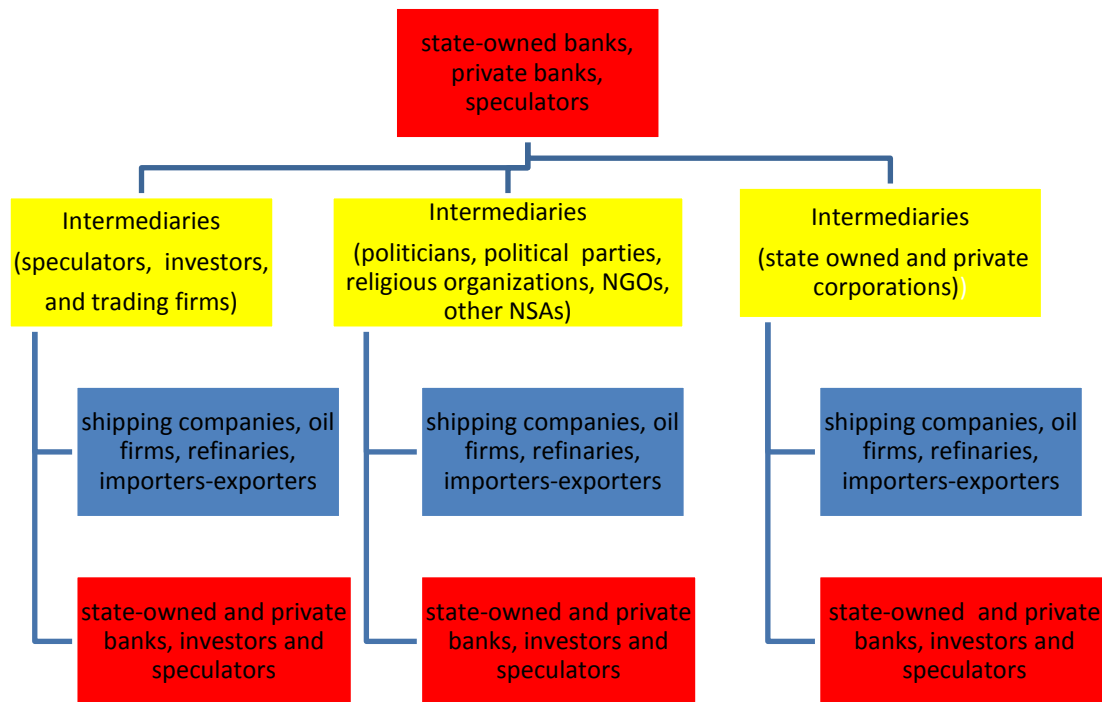 state-owned banks,
private banks,
speculators
Intermediaries
(speculators, investors,
and trading firms)
Intermediaries
(politicians, political parties,
religious organizations, NGOs,
other NSAs)
Intermediaries
(state owned and private
corporations))
shipping companies, oil
firms, refinaries,
importers-exporters
shipping companies, oil
firms, refinaries,
importers-exporters
shipping companies, oil
firms, refinaries,
importers-exporters
state-owned and private
banks, investors and
speculators
state-owned and private
banks, investors and
speculators
state-owned and private
banks, investors and
speculators